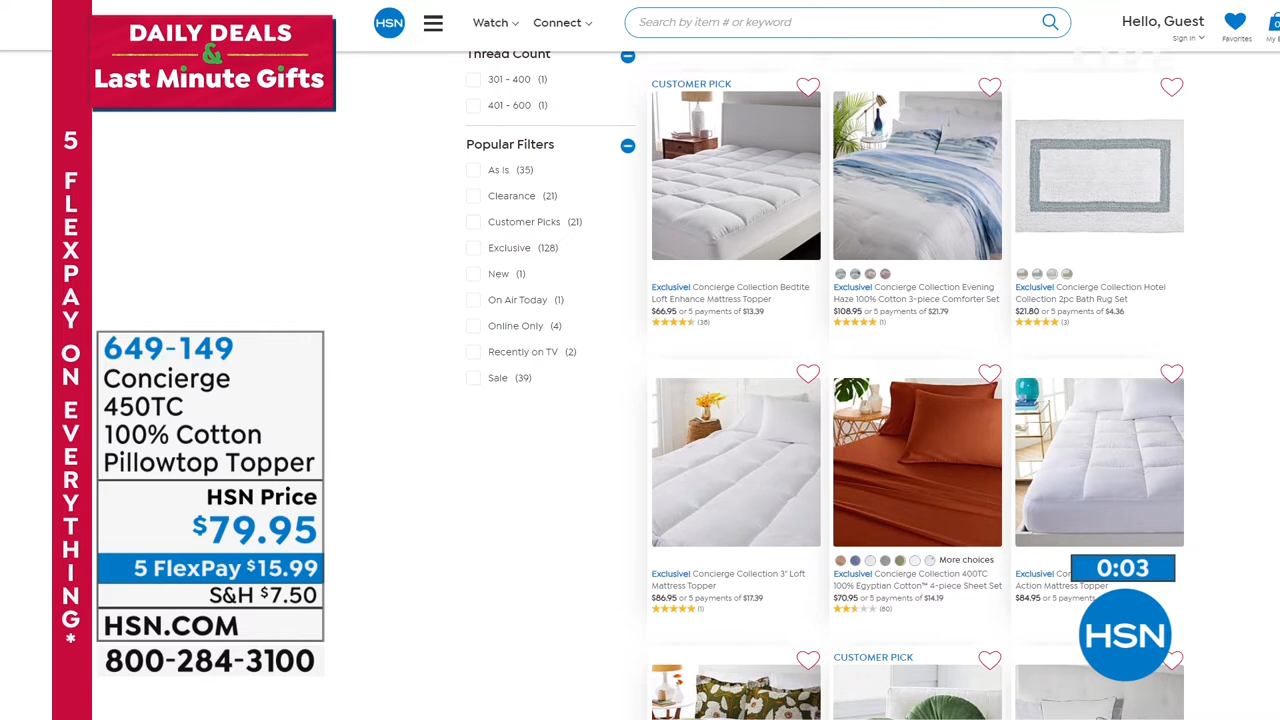 DAILY DEALS
&
Last Minute Gifts
5 FLEXPAY ON EVERYTHING*
649-149
Concierge
450TC
100% Cotton
Pillowtop Topper
HSN Price
$79.95
5 FlexPay $15.99
S&H $7.50
HSN.COM
800-284-3100
HSN
Watch
Connect
Search by item # or keyword
Hello, Guest
Sign In
Favorites
0
Thread Count
301 - 400 (1)
401 - 600 (1)
Popular Filters
As Is (35)
Clearance (21)
Customer Picks (21)
Exclusive (128)
New (1)
On Air Today (1)
Online Only (4)
Recently on TV (2)
Sale (39)
CUSTOMER PICK
Exclusive! Concierge Collection Bedtite
Loft Enhance Mattress Topper
$66.95 or 5 payments of $13.39
(38)
Exclusive! Concierge Collection Evening
Haze 100% Cotton 3-piece Comforter Set
$108.95 or 5 payments of $21.79
(1)
Exclusive! Concierge Collection Hotel
Collection 2pc Bath Rug Set
$21.80 or 5 payments of $4.36
(3)
Exclusive! Concierge Collection 3" Loft
Mattress Topper
$86.95 or 5 payments of $17.39
(1)
More choices
Exclusive! Concierge Collection 400TC
100% Egyptian Cotton™ 4-piece Sheet Set
$70.95 or 5 payments of $14.19
(80)
Exclusive!
Action Mattress Topper
$84.95 or 5 payments
0:03
HSN
CUSTOMER PICK